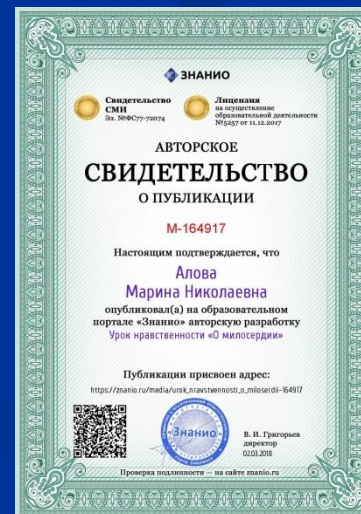 ЗНАНИО
Свидетельство
СМИ
Эл. №ФС77-72074
Лицензия
на осуществление
образовательной деятельности
№5257 от 11.12.2017
АВТОРСКОЕ
СВИДЕТЕЛЬСТВО
О ПУБЛИКАЦИИ
М-164917
Настоящим подтверждается, что
Алова
Марина Николаевна
опубликовал(а) на образовательном
портале «Знанио» авторскую разработку
Урок нравственности «О милосердии»
Публикации присвоен адрес:
https://znanio.ru/media/urok_nravstvennosti_o_miloserdii-164917
Знанио
В. И. Григорьев
директор
02.03.2018
Проверка подлинности — на сайте znanio.ru